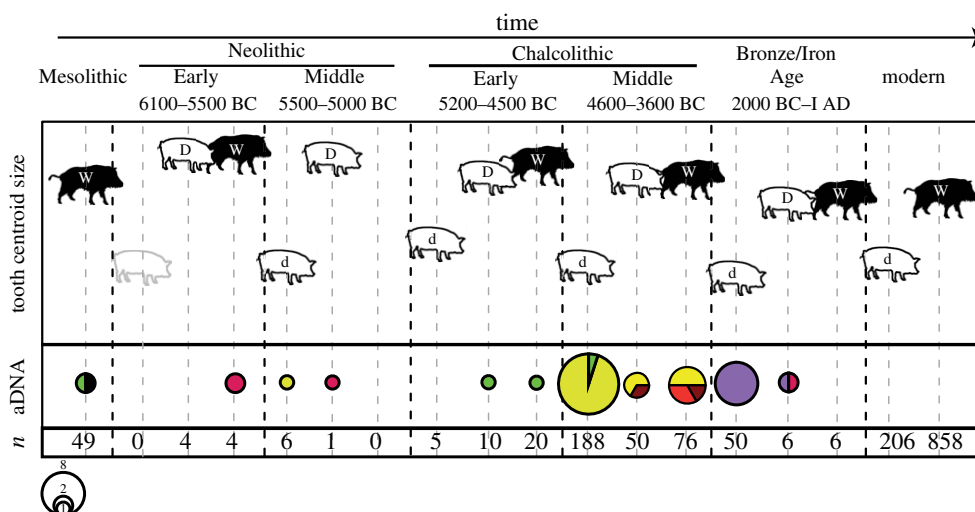 time
Neolithic Chalcolithic Bronze/Iron
Mesolithic Early Middle Early Middle Age modern
6100–5500 BC 5500–5000 BC 5200–4500 BC 4600–3600 BC 2000 BC–I AD
tooth centroid size
W D W D D W D W D W W
d d d d d
aDNA
n 49 0 4 4 6 1 0 5 10 20 188 50 76 50 6 6 206 858
8
2
1